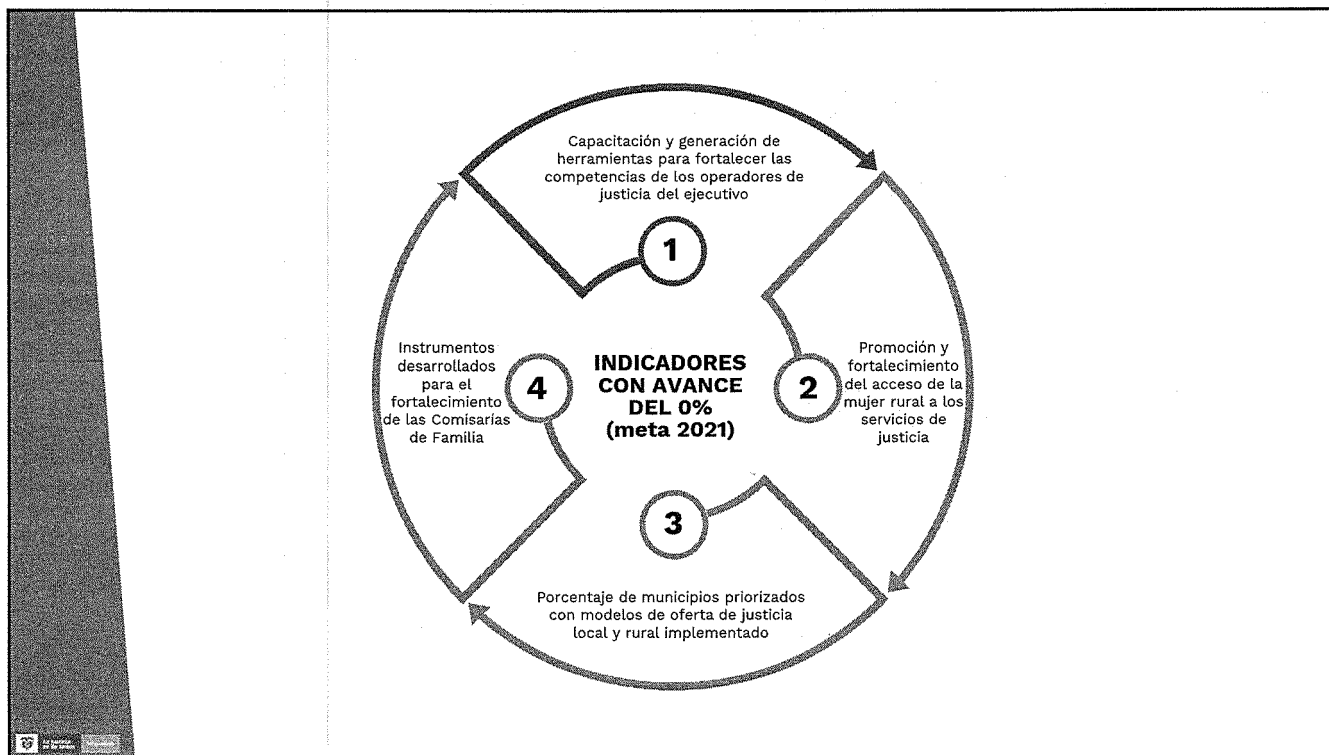 Capacitación y generación de
herramientas para fortalecer las
competencias de los operadores de
justicia del ejecutivo
1
Promoción y
fortalecimiento
del acceso de la
mujer rural a los
servicios de
justicia
2
Porcentaje de municipios priorizados
con modelos de oferta de justicia
local y rural implementado
3
Instrumentos
desarrollados
para el
fortalecimiento
de las Comisarías
de Familia
4
INDICADORES
CON AVANCE
DEL 0%
(meta 2021)